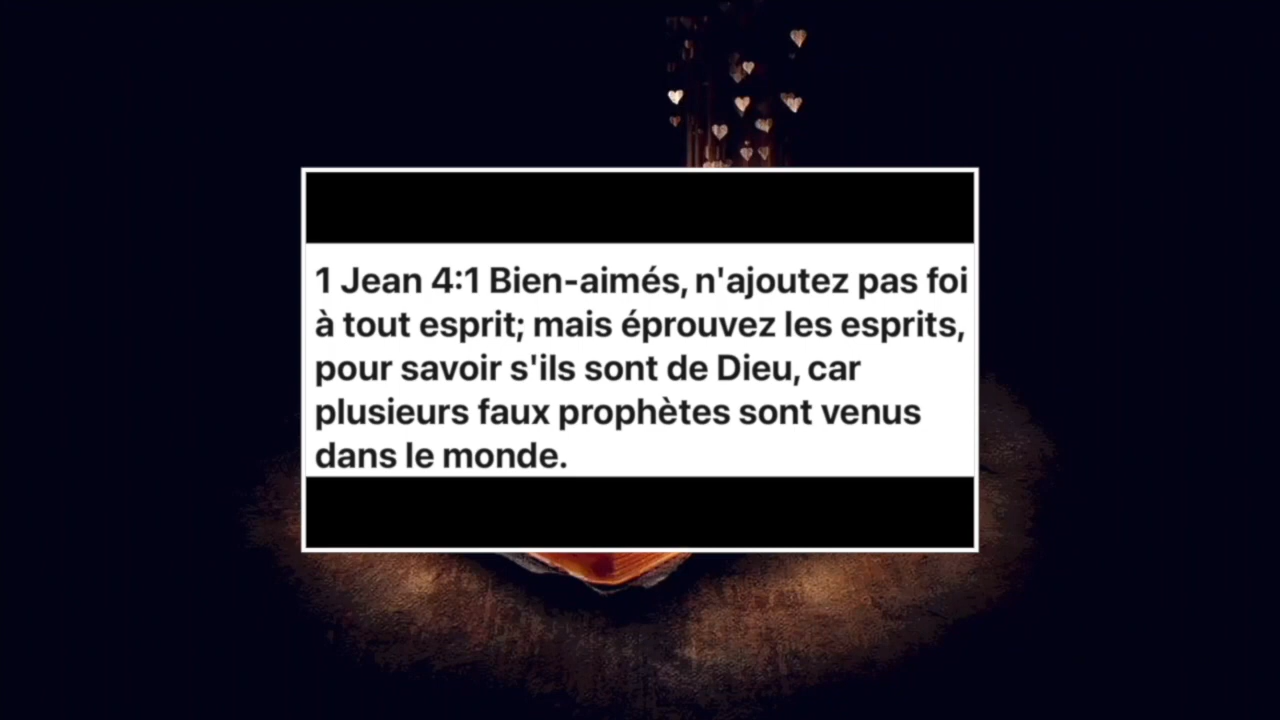 1 Jean 4:1 Bien-aimés, n'ajoutez pas foi
à tout esprit; mais éprouvez les esprits,
pour savoir s'ils sont de Dieu, car
plusieurs faux prophètes sont venus
dans le monde.